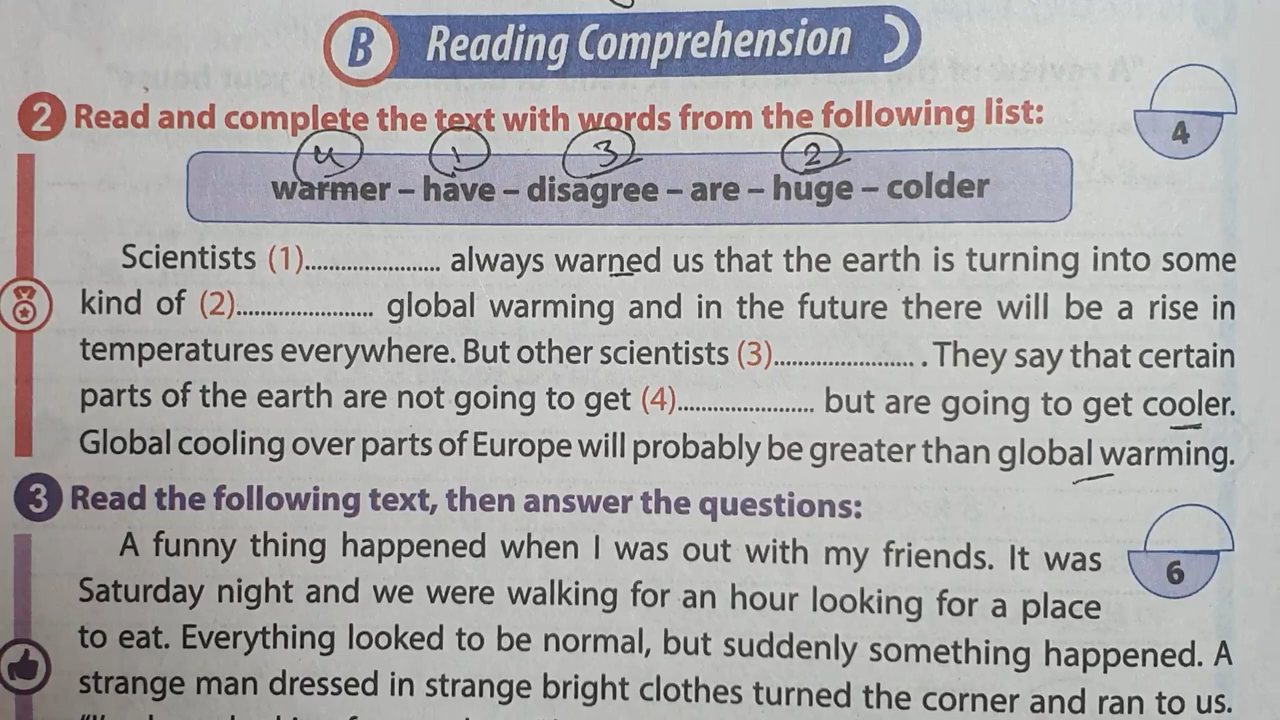 B Reading Comprehension
2 Read and complete the text with words from the following list:
4
4 1 3 2
warmer – have – disagree – are – huge – colder
Scientists (1)...................... always warned us that the earth is turning into some
kind of (2)...................... global warming and in the future there will be a rise in
temperatures everywhere. But other scientists (3)...................... . They say that certain
parts of the earth are not going to get (4)...................... but are going to get cooler.
Global cooling over parts of Europe will probably be greater than global warming.
3 Read the following text, then answer the questions:
6
A funny thing happened when I was out with my friends. It was
Saturday night and we were walking for an hour looking for a place
to eat. Everything looked to be normal, but suddenly something happened. A
strange man dressed in strange bright clothes turned the corner and ran to us.